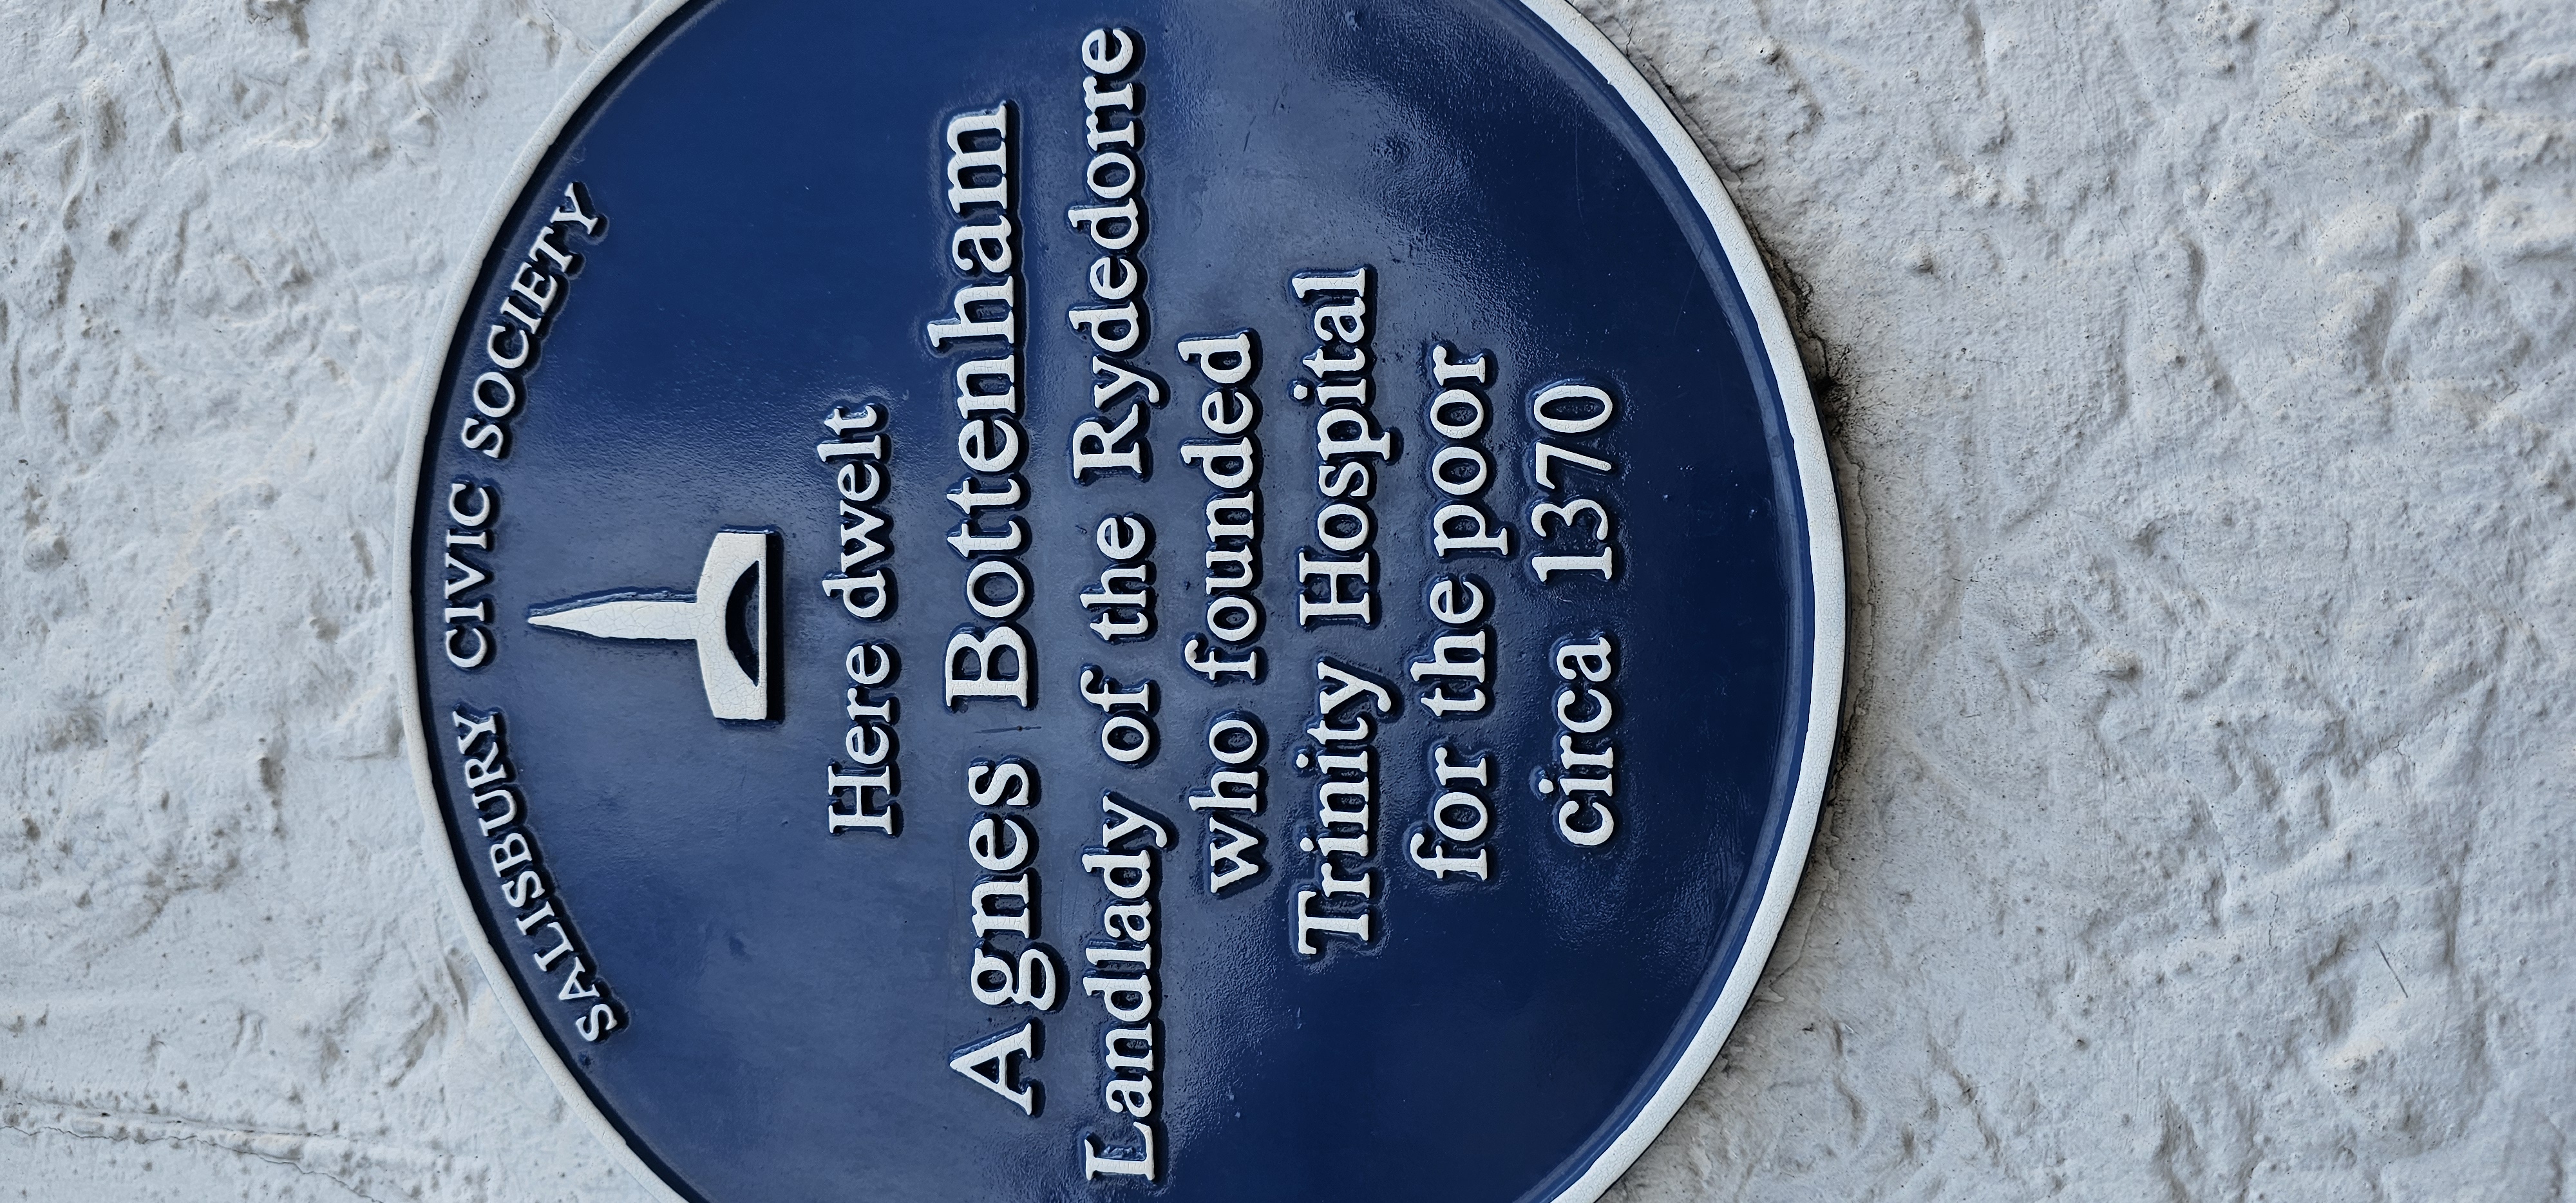 SALISBURY CIVIC SOCIETY
Here dwelt
Agnes Bottenham
Landlady of the Rydedorre
who founded
Trinity Hospital
for the poor
circa 1370